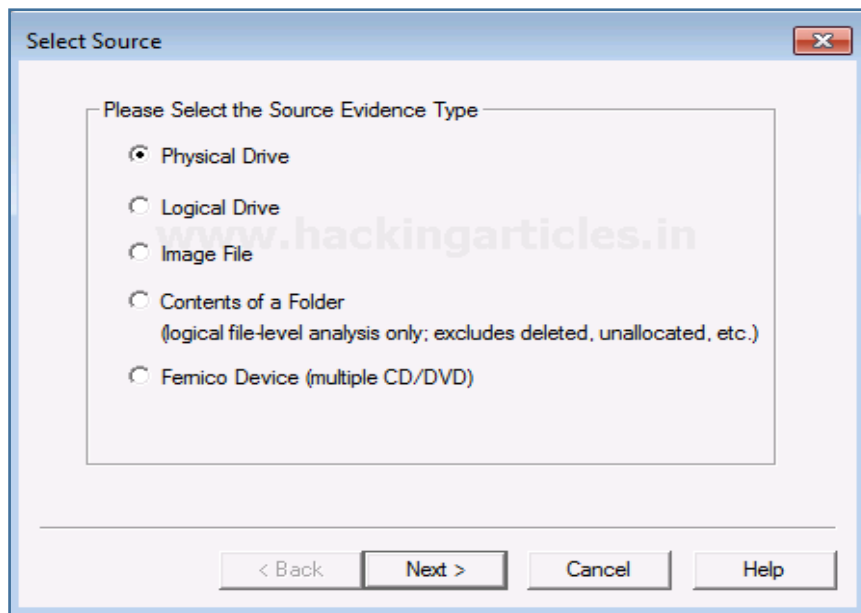 Select Source
Please Select the Source Evidence Type
Physical Drive
Logical Drive
www.hackingarticles.in
Image File
Contents of a Folder
(logical file-level analysis only; excludes deleted, unallocated, etc.)
Fernico Device (multiple CD/DVD)
< Back
Next >
Cancel
Help